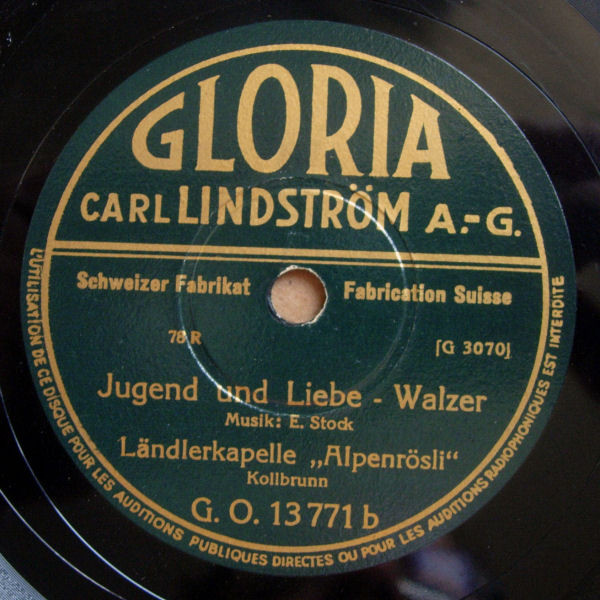 GLORIA
CARL LINDSTRÖM A.-G.
Schweizer Fabrikat
Fabrication Suisse
78 R
[G 3070]
Jugend und Liebe - Walzer
Musik: E. Stock
Ländlerkapelle „Alpenrösli“
Kollbrunn
G. O. 13 771 b
L'UTILISATION DE CE DISQUE POUR LES AUDITIONS PUBLIQUES DIRECTES OU POUR LES AUDITIONS RADIOPHONIQUES EST INTERDITE